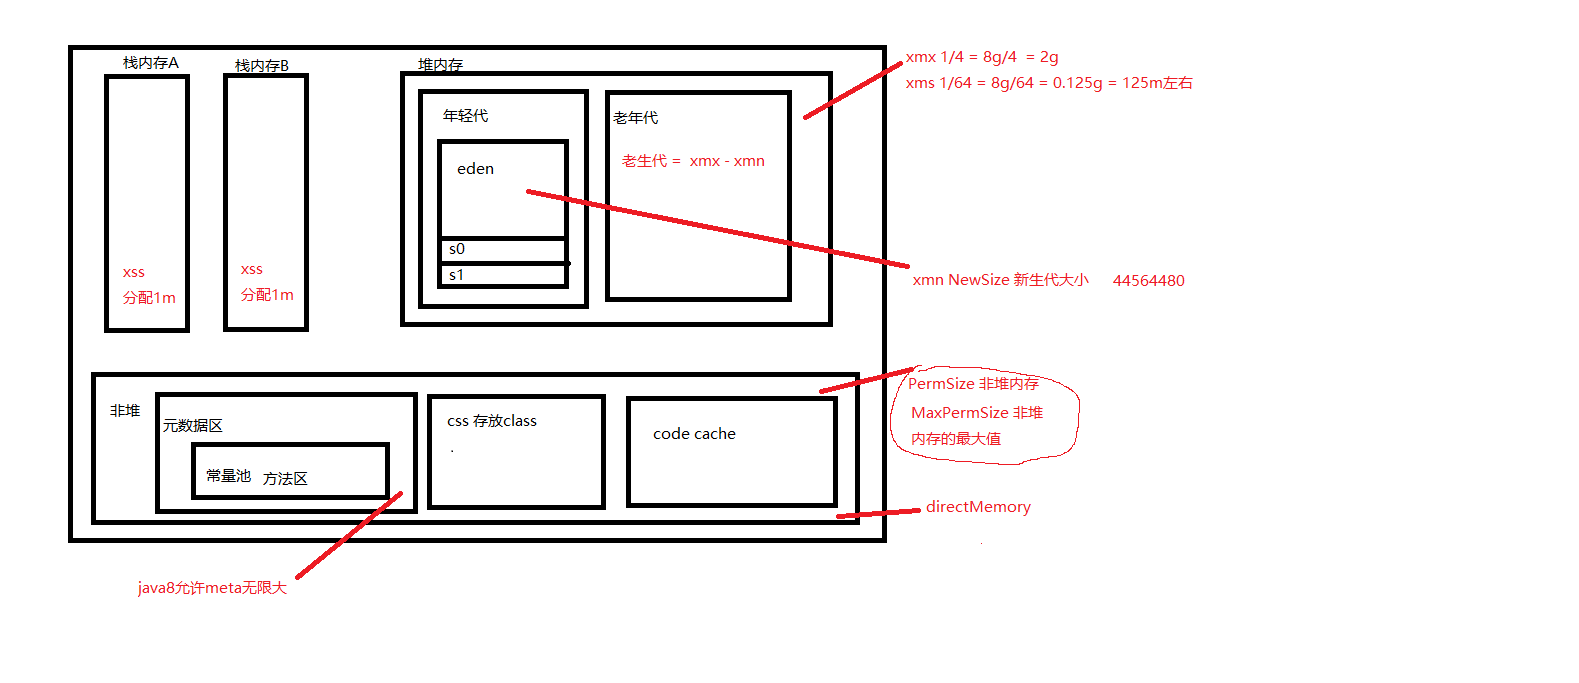 栈内存A
栈内存B
堆内存
xmx 1/4 = 8g/4  = 2g
xms 1/64 = 8g/64 = 0.125g = 125m左右
年轻代
老年代
老生代 =  xmx - xmn
eden
s0
s1
xss
分配1m
xss
分配1m
xmn NewSize 新生代大小 44564480
PermSize 非堆内存
MaxPermSize 非堆
内存的最大值
非堆
元数据区
常量池 方法区
css 存放class
.
code cache
directMemory
java8允许meta无限大